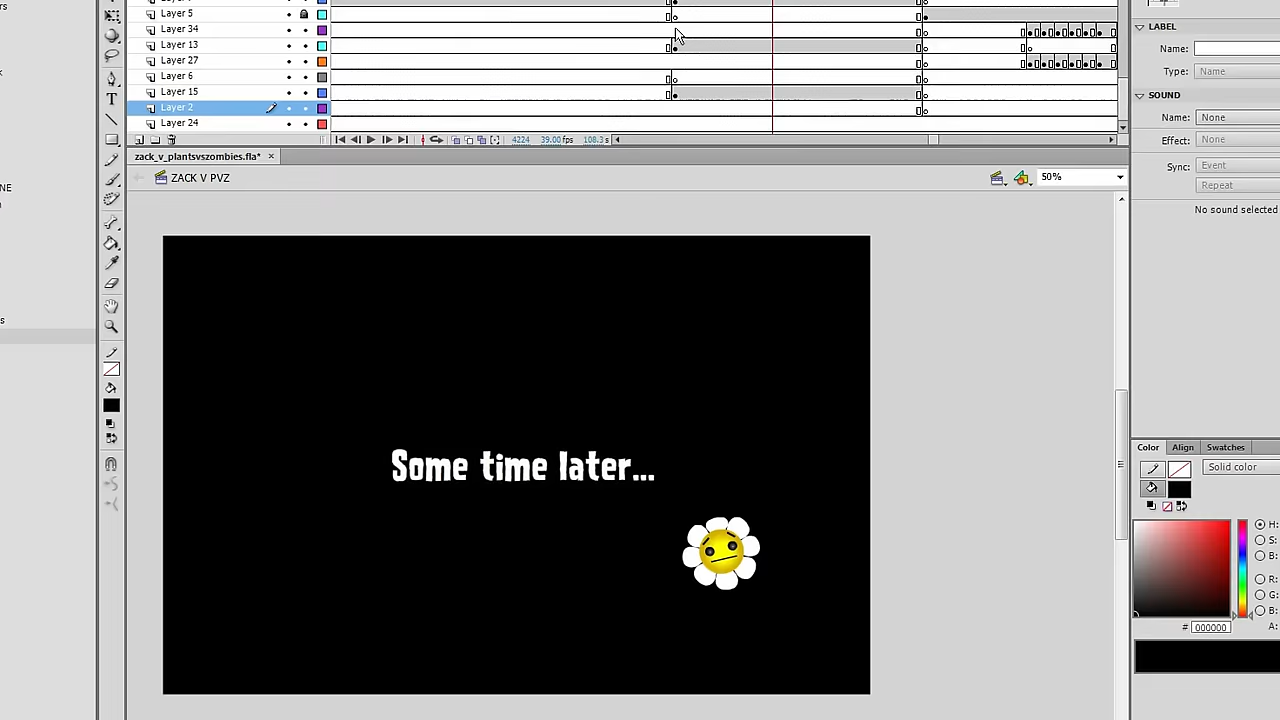 Layer 5
Layer 34
Layer 13
Layer 27
Layer 6
Layer 15
Layer 2
Layer 24
4224 39.00 fps 108.3 s
zack_v_plantsvszombies.fla* ×
ZACK V PVZ
50%
Some time later...
NE
s
LABEL
Name:
Type: Name
SOUND
Name: None
Effect: None
Sync: Event
Repeat
No sound selected
Color Align Swatches
Solid color
H:
S:
B:
R:
G:
B:
# 000000
A: